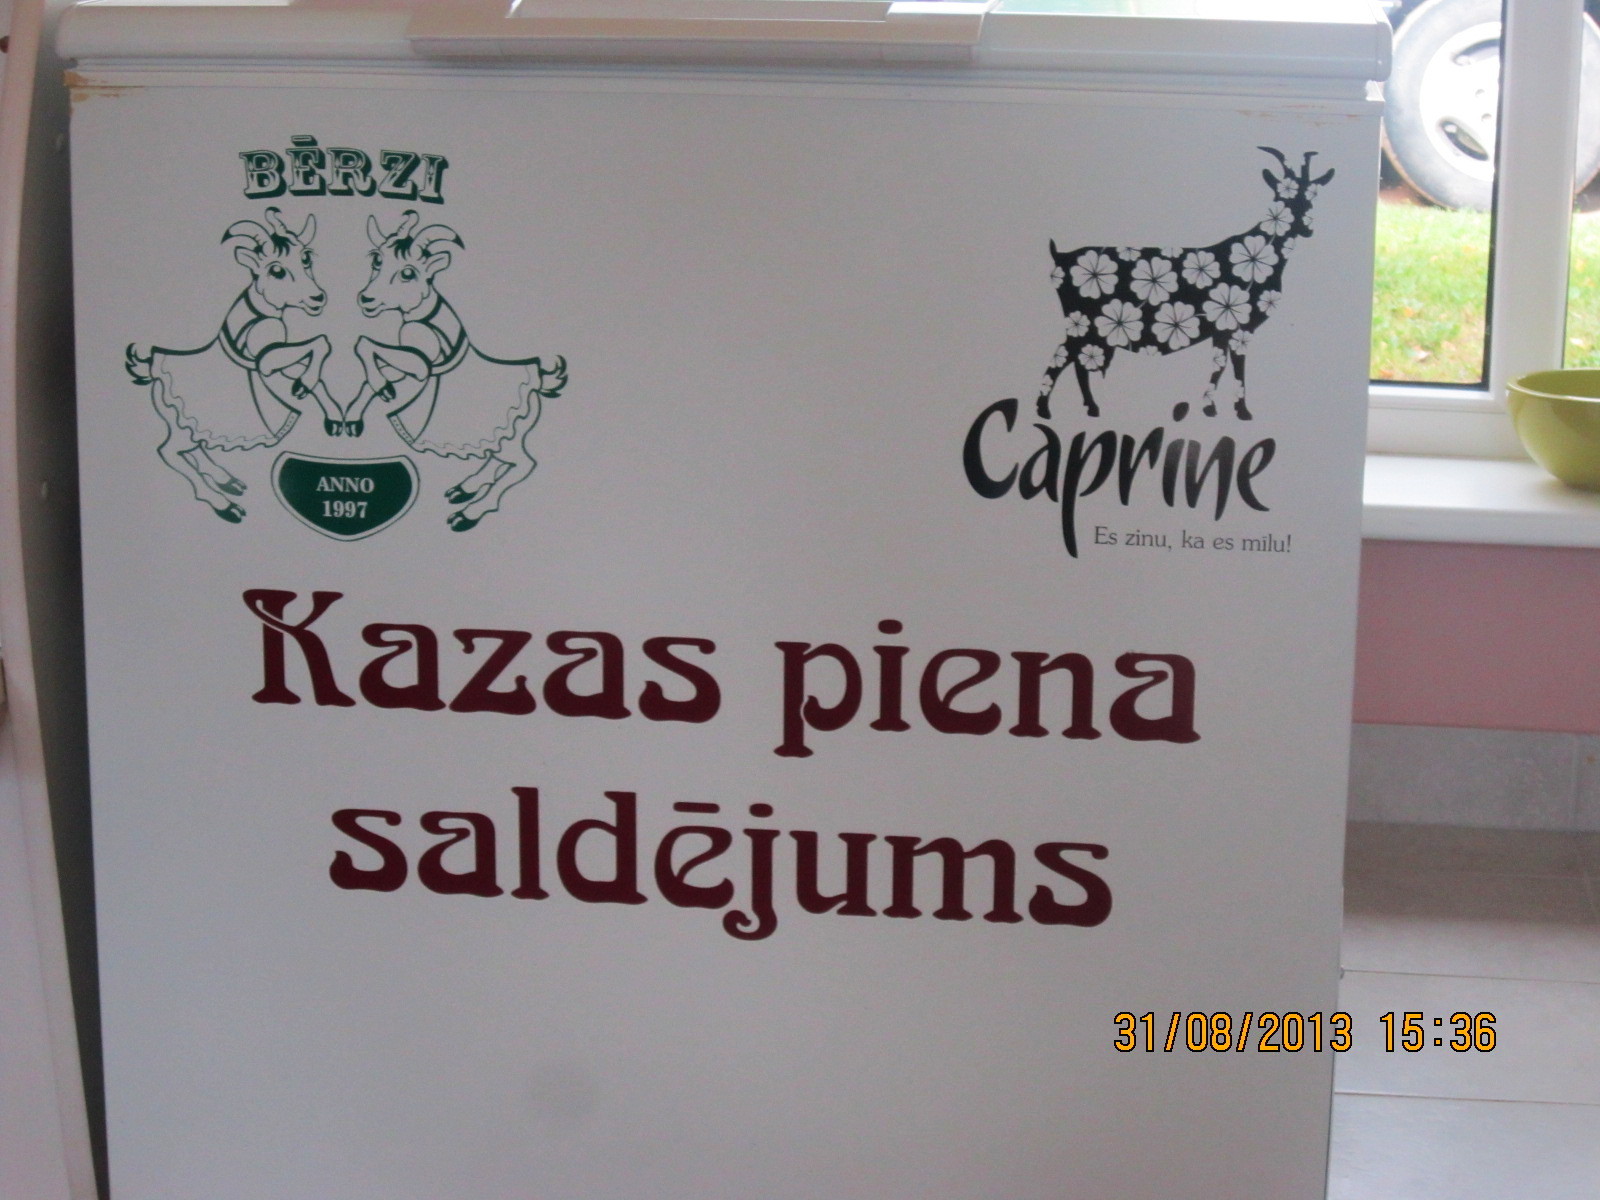 BĒRZI
ANNO
1997
Caprine
Es zinu, ka es mīlu!
Kazas piena
saldējums
31/08/2013 15:36